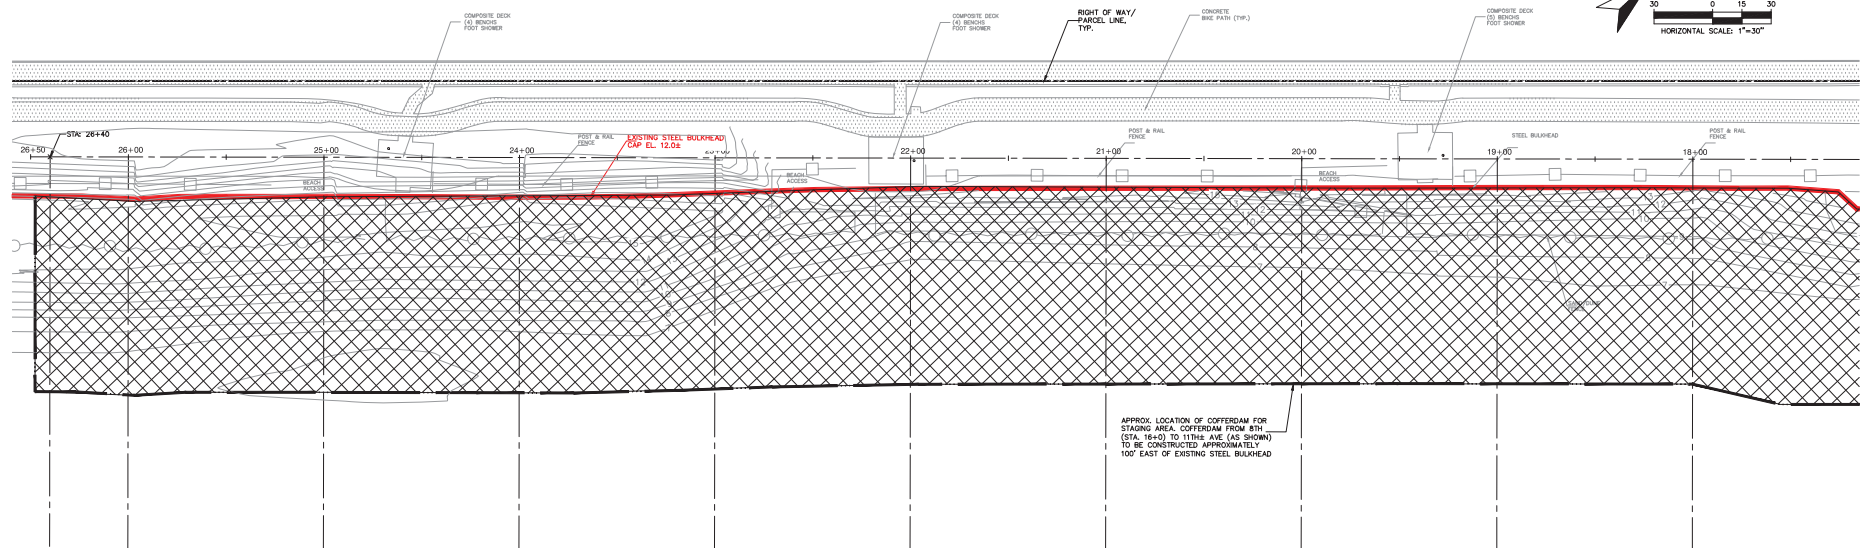 COMPOSITE DECK
(4) BENCHS
FOOT SHOWER
COMPOSITE DECK
(4) BENCHS
FOOT SHOWER
RIGHT OF WAY/
PARCEL LINE,
TYP.
CONCRETE
BIKE PATH (TYP.)
COMPOSITE DECK
(5) BENCHS
FOOT SHOWER
30 0 15 30
HORIZONTAL SCALE: 1"=30"
STA: 26+40
POST & RAIL
FENCE
EXISTING STEEL BULKHEAD
CAP EL. 12.0±
POST & RAIL
FENCE
STEEL BULKHEAD
POST & RAIL
FENCE
26+50 26+00 25+00 24+00 23+00 22+00 21+00 20+00 19+00 18+00
BEACH
ACCESS
BEACH
ACCESS
BEACH
ACCESS
APPROX. LOCATION OF COFFERDAM FOR
STAGING AREA. COFFERDAM FROM 8TH
(STA. 16+0) TO 11TH± AVE (AS SHOWN)
TO BE CONSTRUCTED APPROXIMATELY
100' EAST OF EXISTING STEEL BULKHEAD